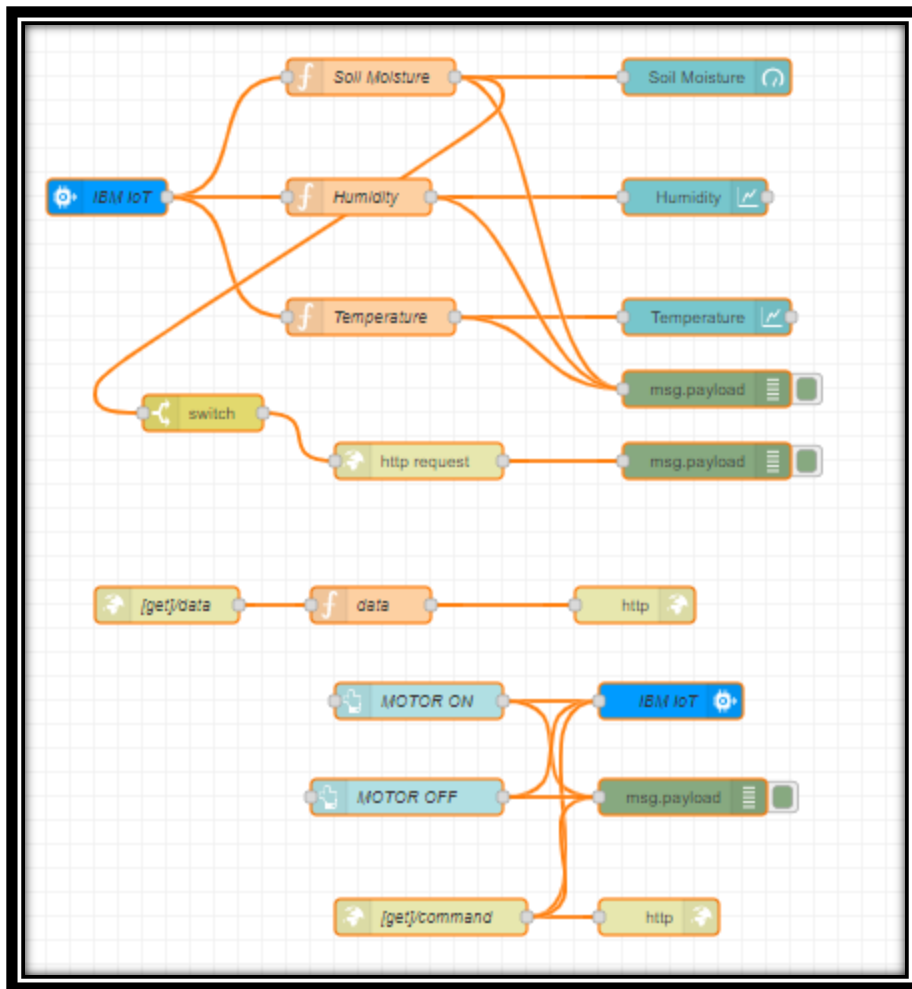 Soil Moisture Soil Moisture
IBM IoT Humidity Humidity
Temperature Temperature
msg.payload
switch
http request msg.payload
[get]/data data http
MOTOR ON IBM IoT
MOTOR OFF msg.payload
[get]/command http